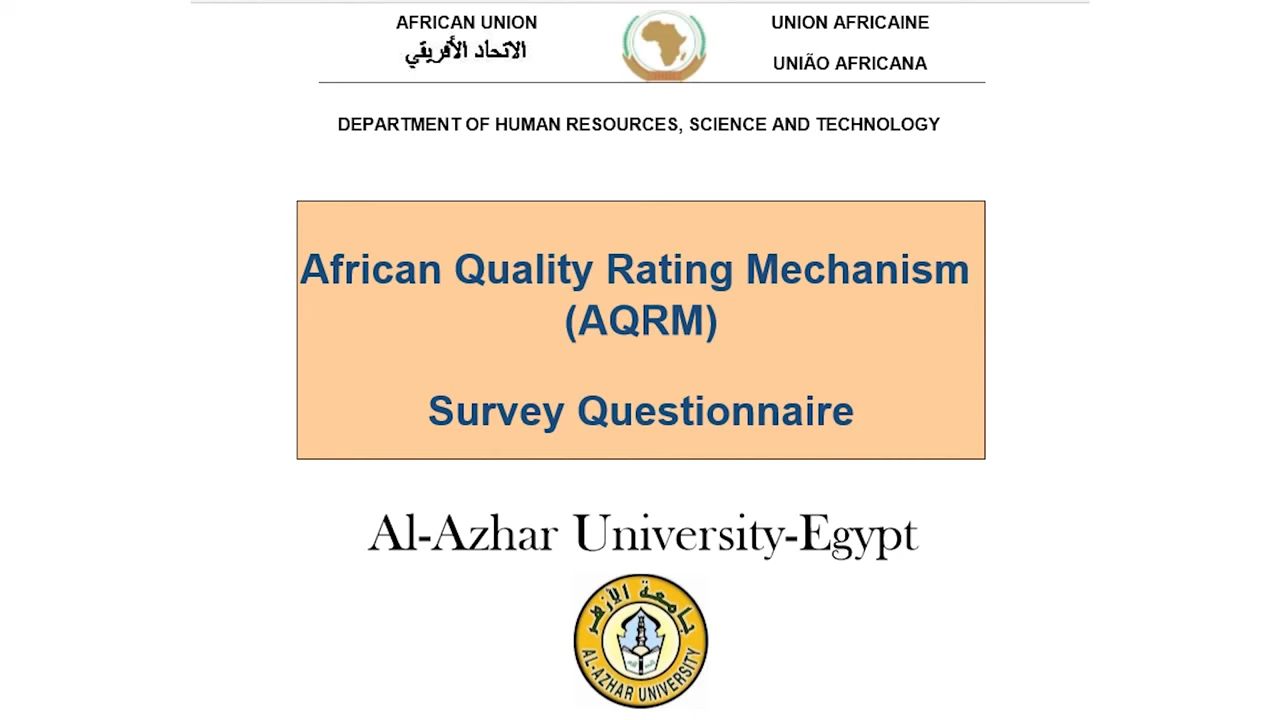 AFRICAN UNION
الاتحاد الأفريقي
UNION AFRICAINE
UNIÃO AFRICANA
DEPARTMENT OF HUMAN RESOURCES, SCIENCE AND TECHNOLOGY
African Quality Rating Mechanism
(AQRM)
Survey Questionnaire
Al-Azhar University-Egypt
جامعة الأزهر
AL-AZHAR UNIVERSITY